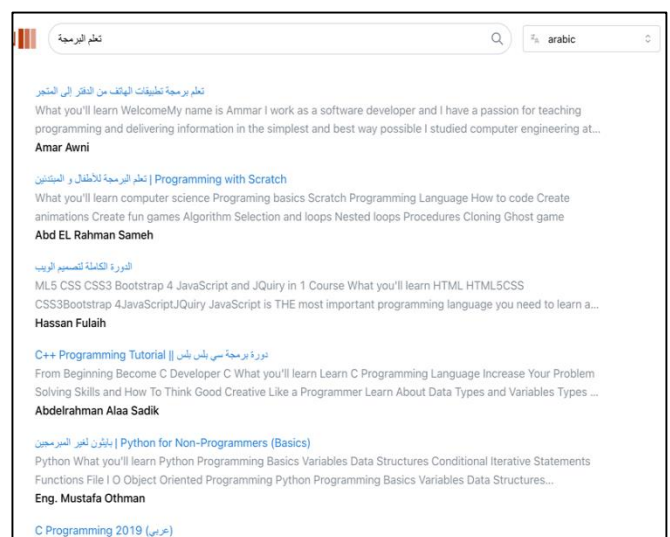 تعلم البرمجة
arabic
تعلم برمجة تطبيقات الهاتف من الدفتر إلى المتجر
What you'll learn WelcomeMy name is Ammar I work as a software developer and I have a passion for teaching
programming and delivering information in the simplest and best way possible I studied computer engineering at...
Amar Awni
Programming with Scratch | تعلم البرمجة للأطفال و المبتدئين
What you'll learn computer science Programing basics Scratch Programming Language How to code Create
animations Create fun games Algorithm Selection and loops Nested loops Procedures Cloning Ghost game
Abd EL Rahman Sameh
الدورة الكاملة لتصميم الويب
ML5 CSS CSS3 Bootstrap 4 JavaScript and JQuiry in 1 Course What you'll learn HTML HTML5CSS
CSS3Bootstrap 4JavaScriptJQuiry JavaScript is THE most important programming language you need to learn a...
Hassan Fulaih
C++ Programming Tutorial || دورة برمجة سي بلس بلس
From Beginning Become C Developer C What you'll learn Learn C Programming Language Increase Your Problem
Solving Skills and How To Think Good Creative Like a Programmer Learn About Data Types and Variables Types ...
Abdelrahman Alaa Sadik
Python for Non-Programmers (Basics) | بايثون لغير المبرمجين
Python What you'll learn Python Programming Basics Variables Data Structures Conditional Iterative Statements
Functions File I O Object Oriented Programming Python Programming Basics Variables Data Structures...
Eng. Mustafa Othman
C Programming 2019 (عربي)